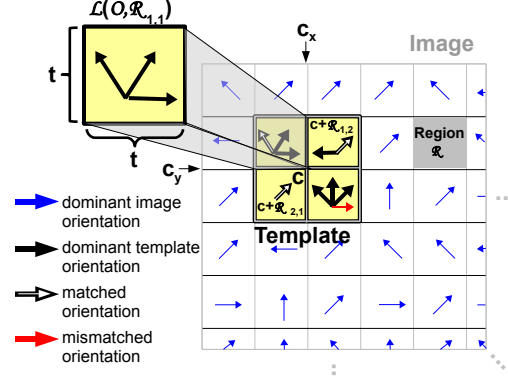 ℒ(O,ℛ1,1)
cx
Image
t
t
c+ℛ1,2
Region
ℛ
cy
c
c+ℛ2,1
Template
dominant image
orientation
dominant template
orientation
matched
orientation
mismatched
orientation